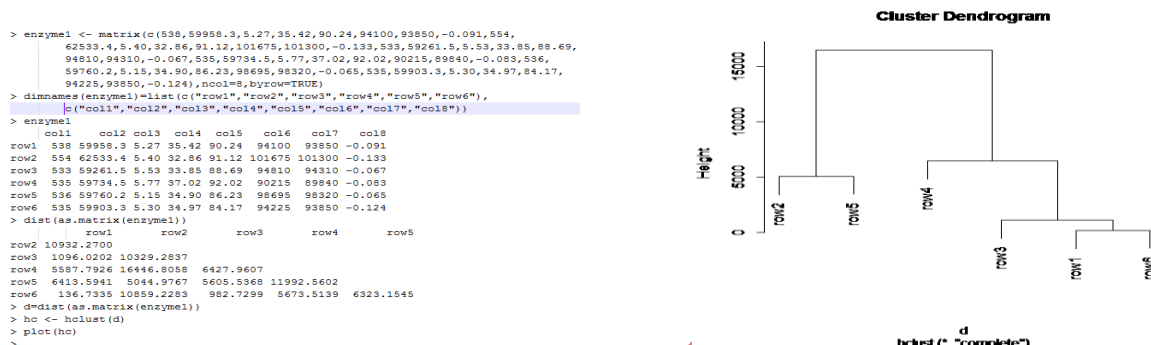 > enzyme1 <- matrix(c(538,59958.3,5.27,35.42,90.24,94100,93850,-0.091,554,
62533.4,5.40,32.86,91.12,101675,101300,-0.133,533,59261.5,5.53,33.85,88.69,
94810,94310,-0.067,535,59734.5,5.77,37.02,92.02,90215,89840,-0.083,536,
59760.2,5.15,34.90,86.23,98695,98320,-0.065,535,59903.3,5.30,34.97,84.17,
94225,93850,-0.124),ncol=8,byrow=TRUE)
> dimnames(enzyme1)=list(c("row1","row2","row3","row4","row5","row6"),
c("col1","col2","col3","col4","col5","col6","col7","col8"))
> enzyme1
col1 col2 col3 col4 col5 col6 col7 col8
row1 538 59958.3 5.27 35.42 90.24 94100 93850 -0.091
row2 554 62533.4 5.40 32.86 91.12 101675 101300 -0.133
row3 533 59261.5 5.53 33.85 88.69 94810 94310 -0.067
row4 535 59734.5 5.77 37.02 92.02 90215 89840 -0.083
row5 536 59760.2 5.15 34.90 86.23 98695 98320 -0.065
row6 535 59903.3 5.30 34.97 84.17 94225 93850 -0.124
> dist(as.matrix(enzyme1))
row1 row2 row3 row4 row5
row2 10932.2700
row3 1096.0202 10329.2837
row4 5587.7926 16446.8058 6427.9607
row5 6413.5941 5044.9767 5605.5368 11992.5602
row6 136.7335 10859.2283 982.7299 5673.5139 6323.1545
> d=dist(as.matrix(enzyme1))
> hc <- hclust(d)
> plot(hc)
>
Cluster Dendrogram
Height
0 5000 10000 15000
row2
row5
row4
row3
row1
row6
d
hclust (*, "complete")